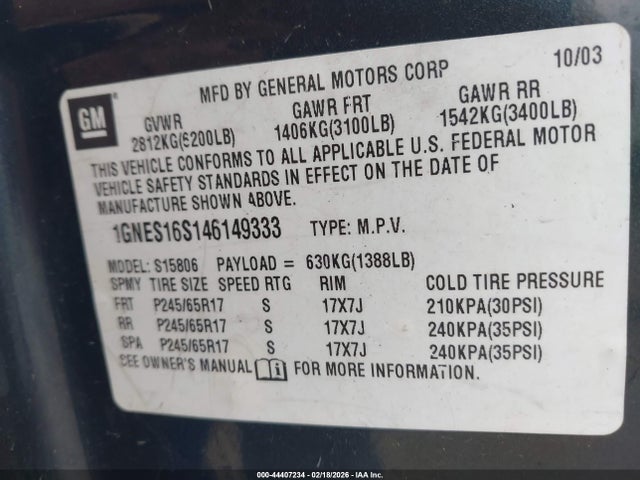 10/03
MFD BY GENERAL MOTORS CORP
GM
GVWR GAWR FRT GAWR RR
2812KG(6200LB) 1406KG(3100LB) 1542KG(3400LB)
THIS VEHICLE CONFORMS TO ALL APPLICABLE U.S. FEDERAL MOTOR
VEHICLE SAFETY STANDARDS IN EFFECT ON THE DATE OF
MANUFACTURE SHOWN ABOVE.
1GNES16S146149333 TYPE: M.P.V.
MODEL: S15806 PAYLOAD = 630KG(1388LB)
SPMY TIRE SIZE SPEED RTG RIM COLD TIRE PRESSURE
FRT P245/65R17 S 17X7J 210KPA(30PSI)
RR P245/65R17 S 17X7J 240KPA(35PSI)
SPA P245/65R17 S 17X7J 240KPA(35PSI)
SEE OWNER'S MANUAL FOR MORE INFORMATION.
000-44407234 - 02/18/2026 - IAA Inc.